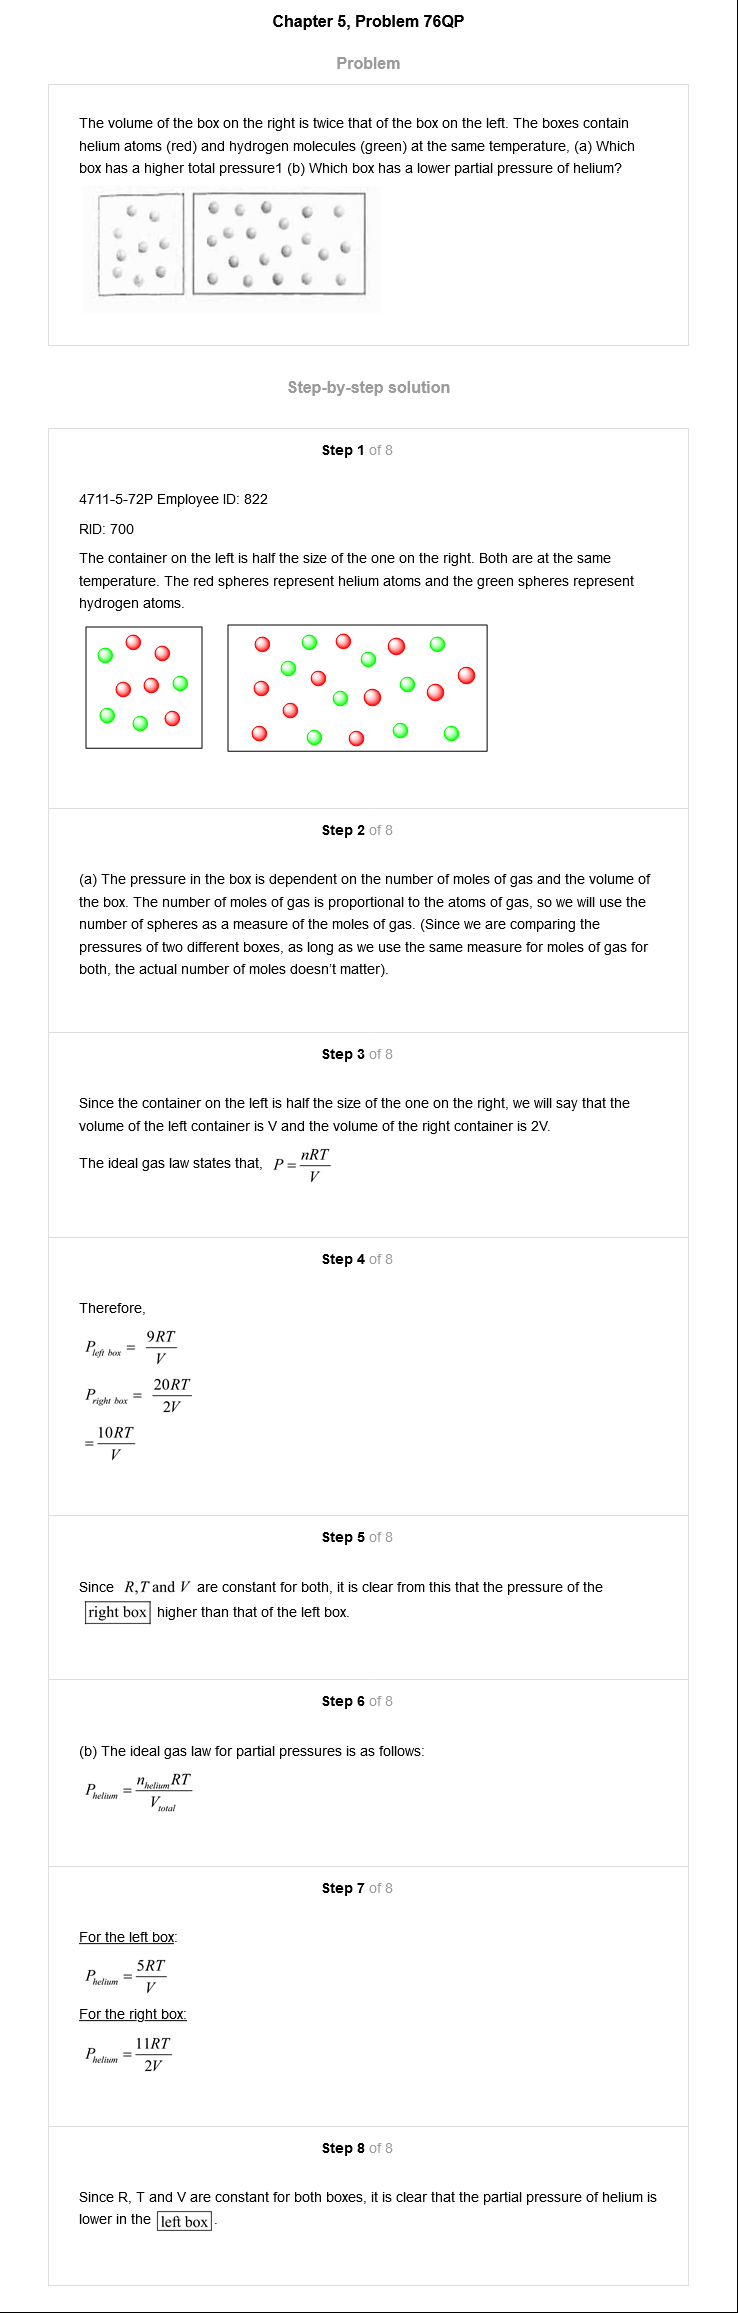 Chapter 5, Problem 76QP
Problem
The volume of the box on the right is twice that of the box on the left. The boxes contain
helium atoms (red) and hydrogen molecules (green) at the same temperature, (a) Which
box has a higher total pressure1 (b) Which box has a lower partial pressure of helium?
Step-by-step solution
Step 1 of 8
4711-5-72P Employee ID: 822
RID: 700
The container on the left is half the size of the one on the right. Both are at the same
temperature. The red spheres represent helium atoms and the green spheres represent
hydrogen atoms.
Step 2 of 8
(a) The pressure in the box is dependent on the number of moles of gas and the volume of
the box. The number of moles of gas is proportional to the atoms of gas, so we will use the
number of spheres as a measure of the moles of gas. (Since we are comparing the
pressures of two different boxes, as long as we use the same measure for moles of gas for
both, the actual number of moles doesn't matter).
Step 3 of 8
Since the container on the left is half the size of the one on the right, we will say that the
volume of the left container is V and the volume of the right container is 2V.
The ideal gas law states that, P = nRT/V
Step 4 of 8
Therefore,
P left box = 9RT/V
P right box = 20RT/2V
= 10RT/V
Step 5 of 8
Since R,T and V are constant for both, it is clear from this that the pressure of the
right box higher than that of the left box.
Step 6 of 8
(b) The ideal gas law for partial pressures is as follows:
P helium = n helium RT/V total
Step 7 of 8
For the left box:
P helium = 5RT/V
For the right box:
P helium = 11RT/2V
Step 8 of 8
Since R, T and V are constant for both boxes, it is clear that the partial pressure of helium is
lower in the left box.